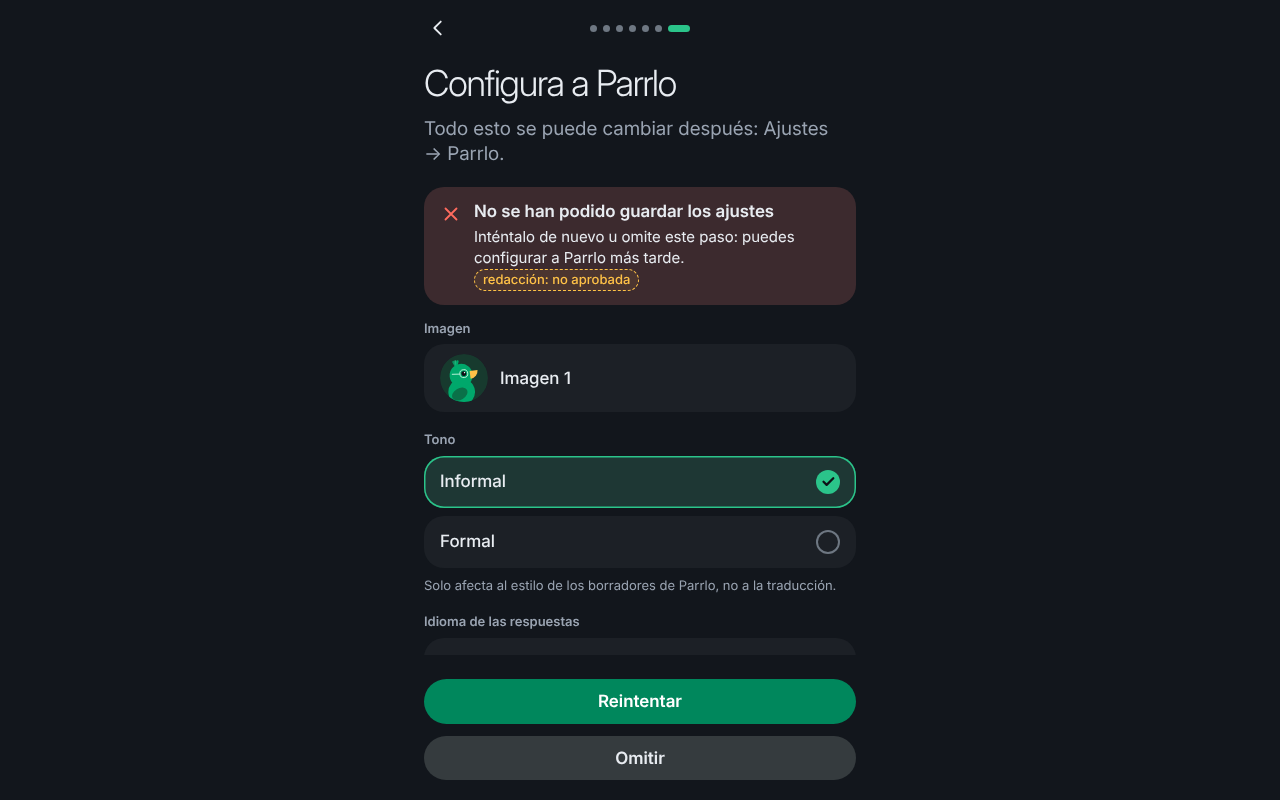 Configura a Parrlo
Todo esto se puede cambiar después: Ajustes
→ Parrlo.
No se han podido guardar los ajustes
Inténtalo de nuevo u omite este paso: puedes
configurar a Parrlo más tarde.
redacción: no aprobada
Imagen
Imagen 1
Tono
Informal
Formal
Solo afecta al estilo de los borradores de Parrlo, no a la traducción.
Idioma de las respuestas
Reintentar
Omitir